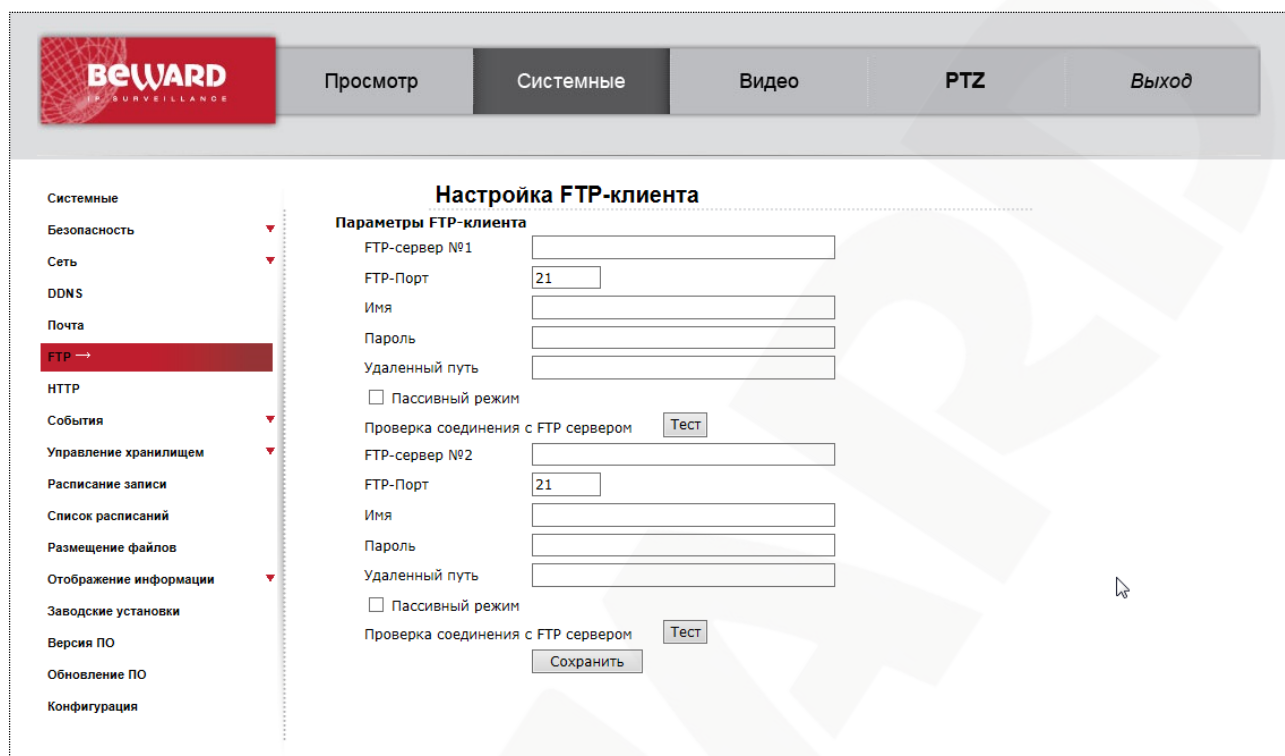 BEWARD
IP SURVEILLANCE
Просмотр
Системные
Видео
PTZ
Выход
Системные
Безопасность
Сеть
DDNS
Почта
FTP →
HTTP
События
Управление хранилищем
Расписание записи
Список расписаний
Размещение файлов
Отображение информации
Заводские установки
Версия ПО
Обновление ПО
Конфигурация
Настройка FTP-клиента
Параметры FTP-клиента
FTP-сервер №1
FTP-Порт 21
Имя
Пароль
Удаленный путь
Пассивный режим
Проверка соединения с FTP сервером Тест
FTP-сервер №2
FTP-Порт 21
Имя
Пароль
Удаленный путь
Пассивный режим
Проверка соединения с FTP сервером Тест
Сохранить